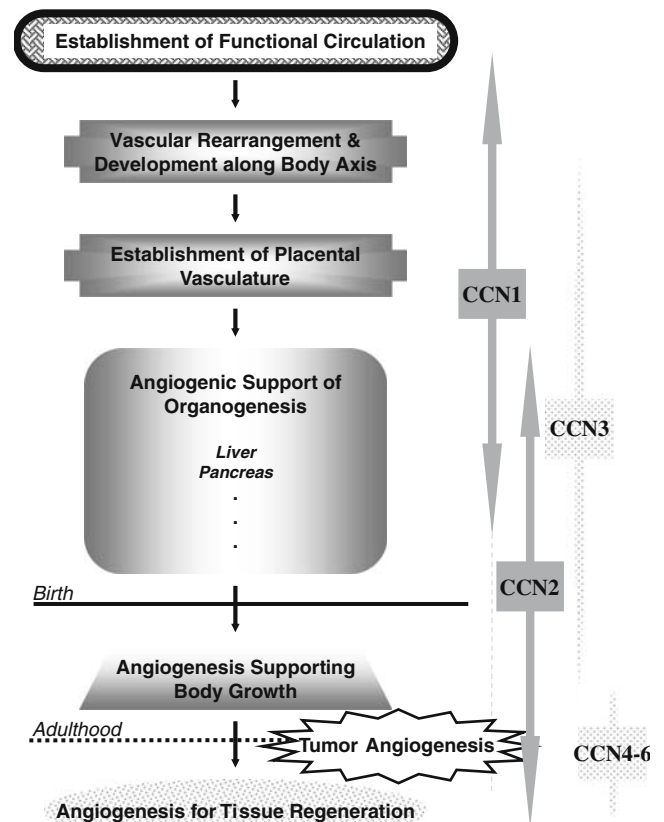 Establishment of Functional Circulation
Vascular Rearrangement &
Development along Body Axis
Establishment of Placental
Vasculature
CCN1
Angiogenic Support of
Organogenesis
Liver
Pancreas
.
.
.
CCN3
CCN2
Birth
Angiogenesis Supporting
Body Growth
Adulthood
Tumor Angiogenesis
CCN4-6
Angiogenesis for Tissue Regeneration